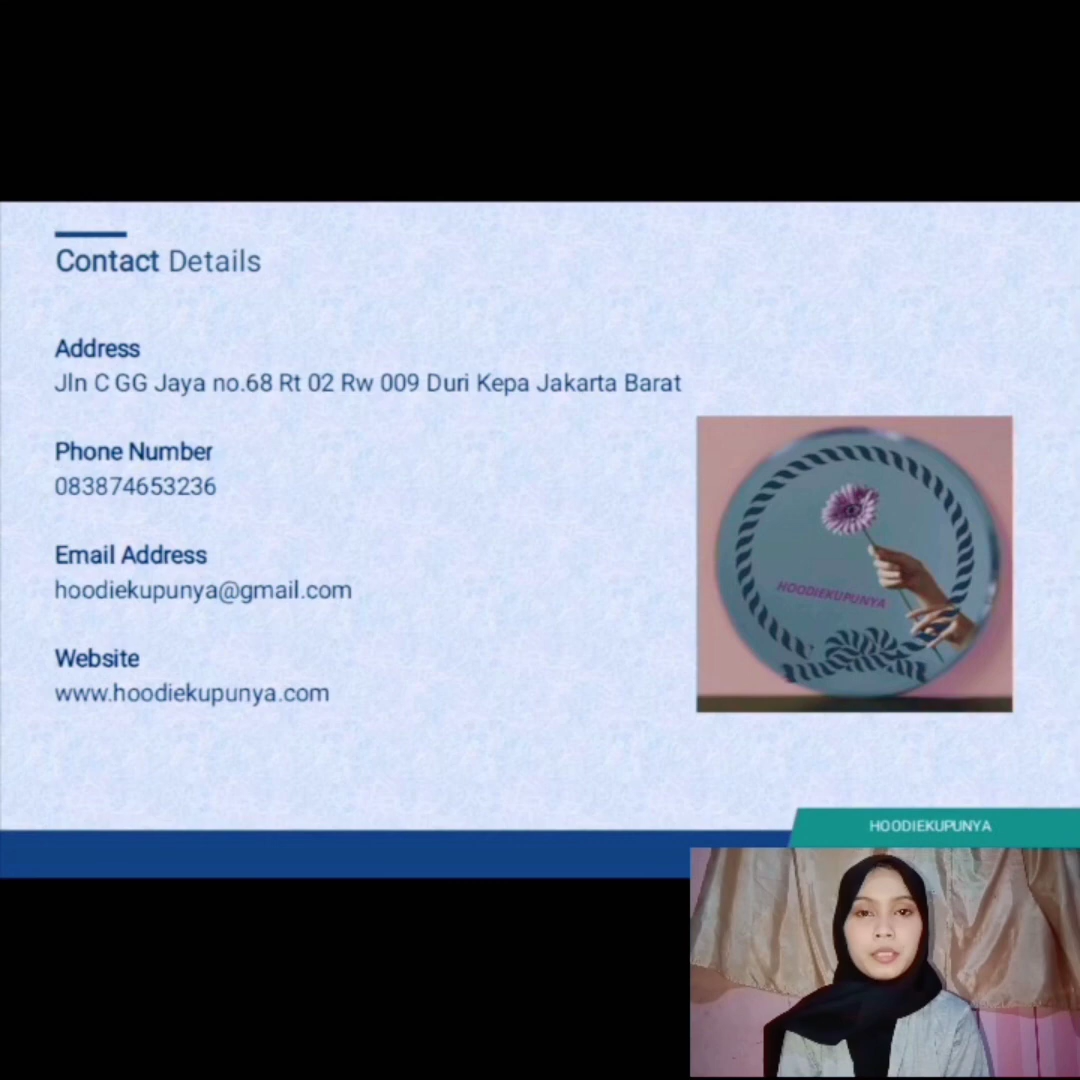 Contact Details
Address
Jln C GG Jaya no.68 Rt 02 Rw 009 Duri Kepa Jakarta Barat
Phone Number
083874653236
Email Address
hoodiekupunya@gmail.com
Website
www.hoodiekupunya.com
HOODIEKUPUNYA
HOODIEKUPUNYA